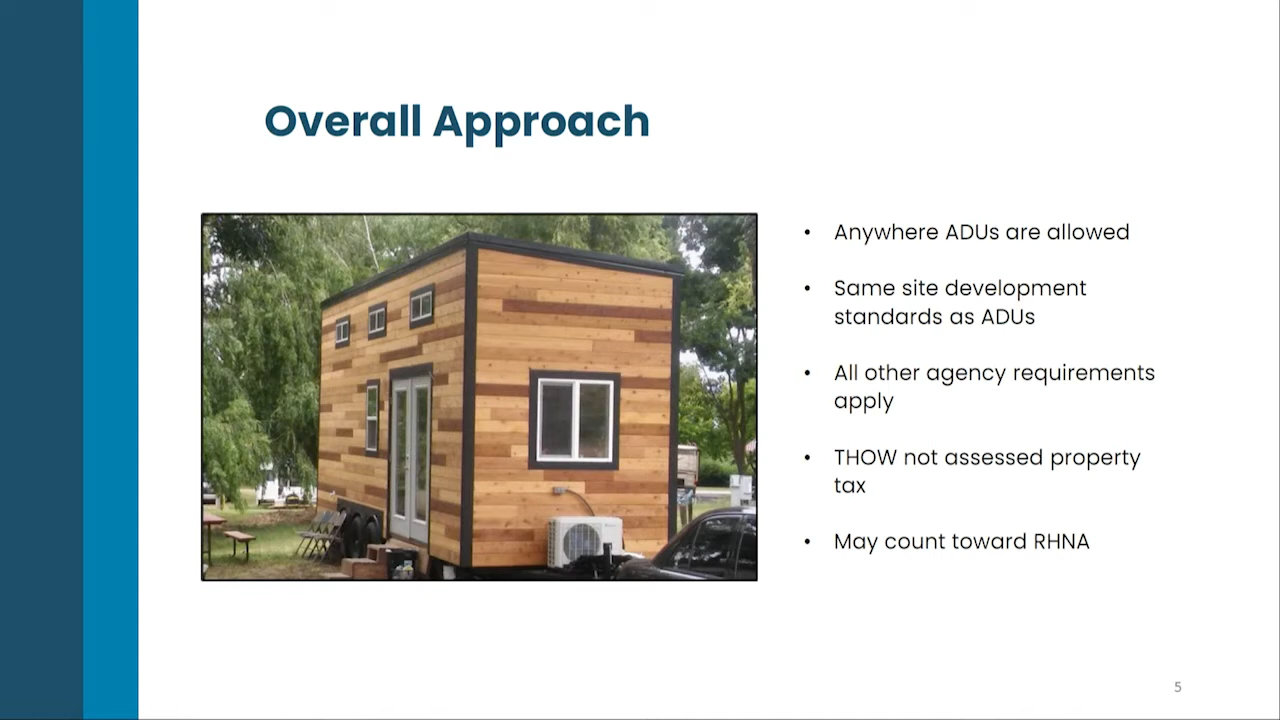 Overall Approach
• Anywhere ADUs are allowed
• Same site development
standards as ADUs
• All other agency requirements
apply
• THOW not assessed property
tax
• May count toward RHNA
5